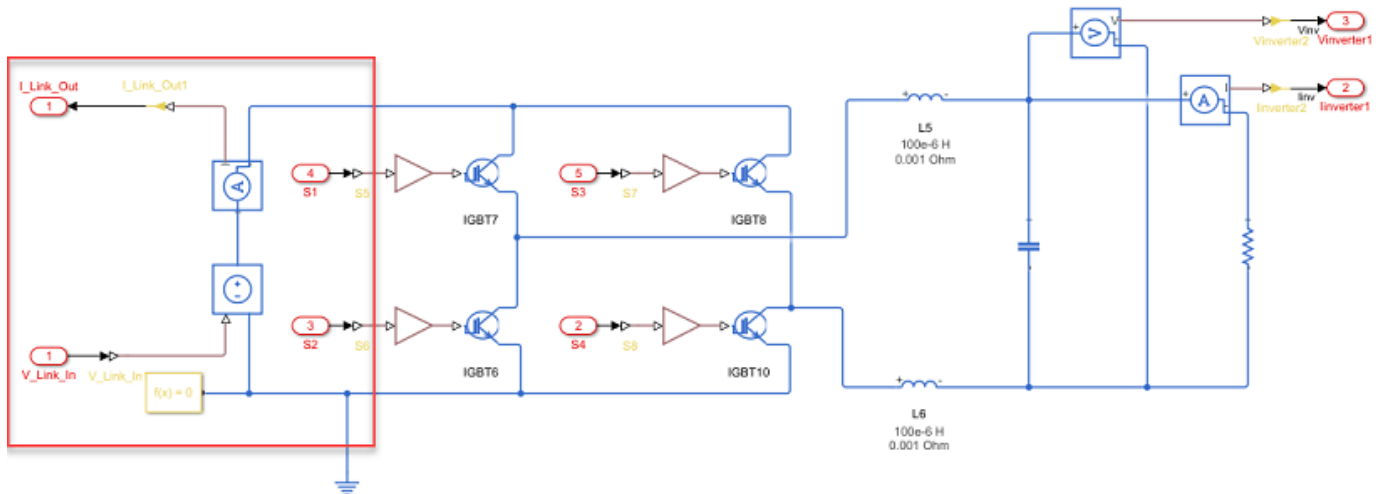 I_Link_Out
1
I_Link_Out1
I
A
+
-
1
V_Link_In
V_Link_In
f(x) = 0
4
S1
S5
IGBT7
5
S3
S7
IGBT8
3
S2
S6
IGBT6
2
S4
S8
IGBT10
+
-
L5
100e-6 H
0.001 Ohm
+
-
L6
100e-6 H
0.001 Ohm
+
V
V
-
Vinverter2
Vinv
3
Vinverter1
+
A
I
-
Iinverter2
Iinv
2
Iinverter1